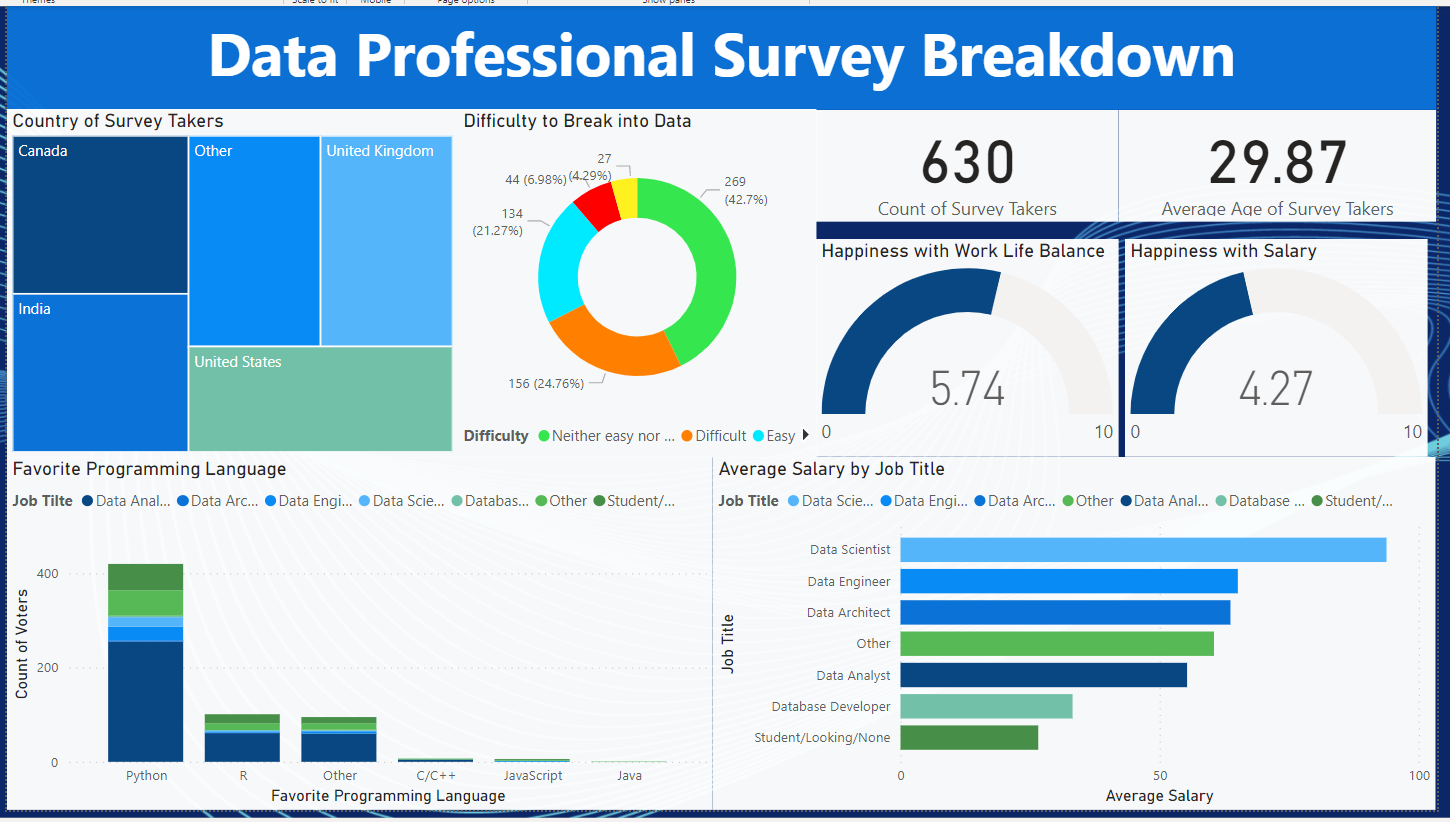 Themes
Scale to fit
Mobile
Page options
Show panes
Data Professional Survey Breakdown
Country of Survey Takers
Canada
Other
United Kingdom
India
United States
Difficulty to Break into Data
27
(4.29%)
44 (6.98%)
269
(42.7%)
134
(21.27%)
156 (24.76%)
Difficulty
Neither easy nor ...
Difficult
Easy
630
Count of Survey Takers
29.87
Average Age of Survey Takers
Happiness with Work Life Balance
5.74
0
10
Happiness with Salary
4.27
0
10
Favorite Programming Language
Job Tilte
Data Anal...
Data Arc...
Data Engi...
Data Scie...
Databas...
Other
Student/...
Count of Voters
400
200
0
Python
R
Other
C/C++
JavaScript
Java
Favorite Programming Language
Average Salary by Job Title
Job Title
Data Scie...
Data Engi...
Data Arc...
Other
Data Anal...
Database ...
Student/...
Job Title
Data Scientist
Data Engineer
Data Architect
Other
Data Analyst
Database Developer
Student/Looking/None
0
50
100
Average Salary